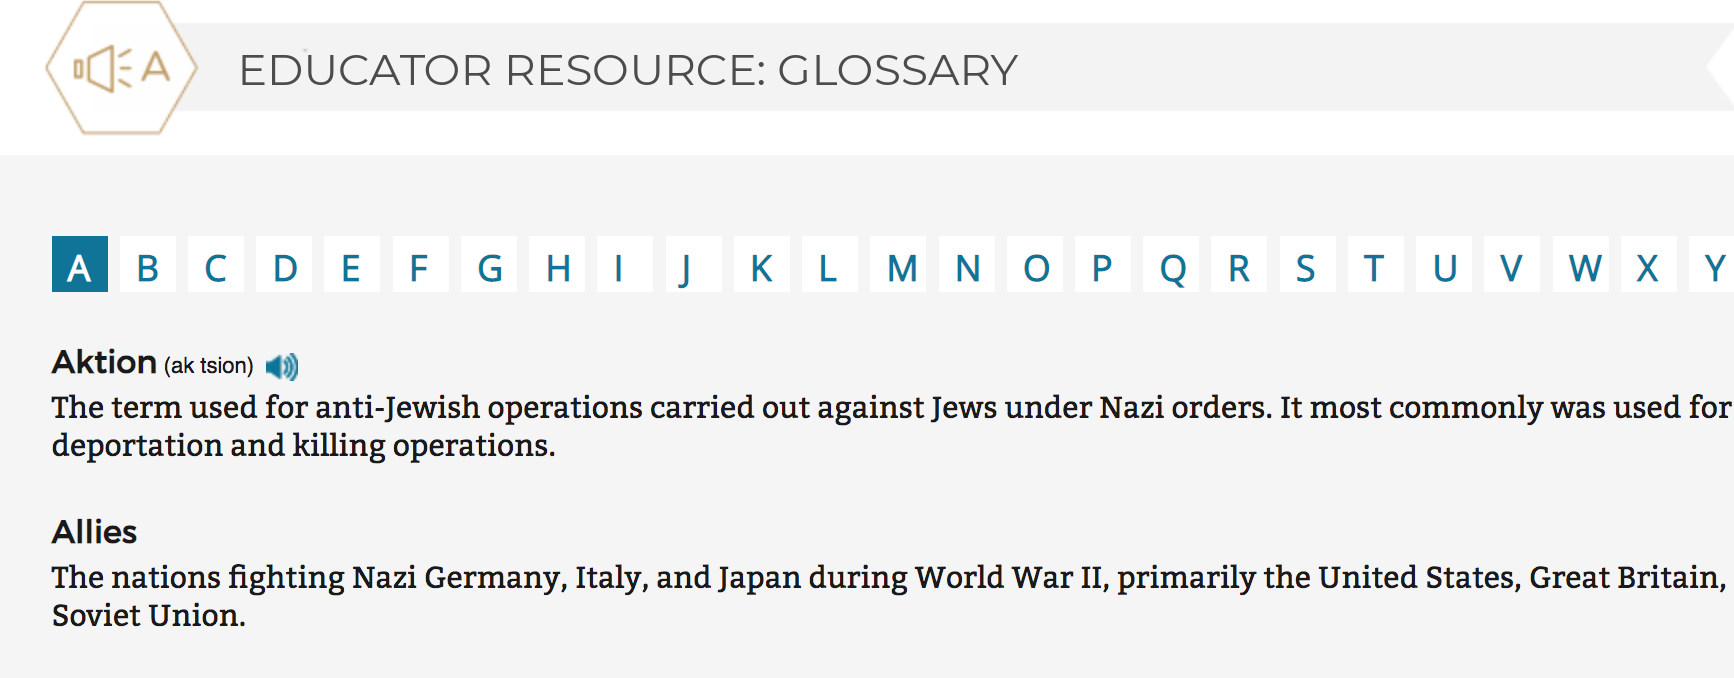 A
EDUCATOR RESOURCE: GLOSSARY
A B C D E F G H I J K L M N O P Q R S T U V W X Y
Aktion (ak tsion)
The term used for anti-Jewish operations carried out against Jews under Nazi orders. It most commonly was used for
deportation and killing operations.
Allies
The nations fighting Nazi Germany, Italy, and Japan during World War II, primarily the United States, Great Britain,
Soviet Union.